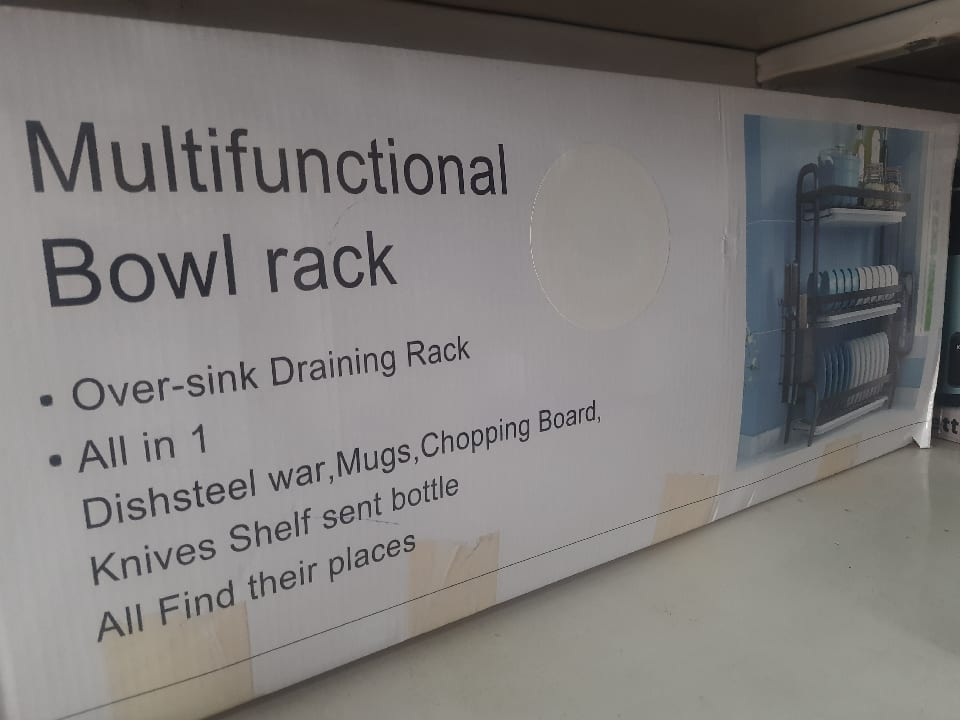 Multifunctional
Bowl rack
• Over-sink Draining Rack
• All in 1
Dishsteel war,Mugs,Chopping Board,
Knives Shelf sent bottle
All Find their places